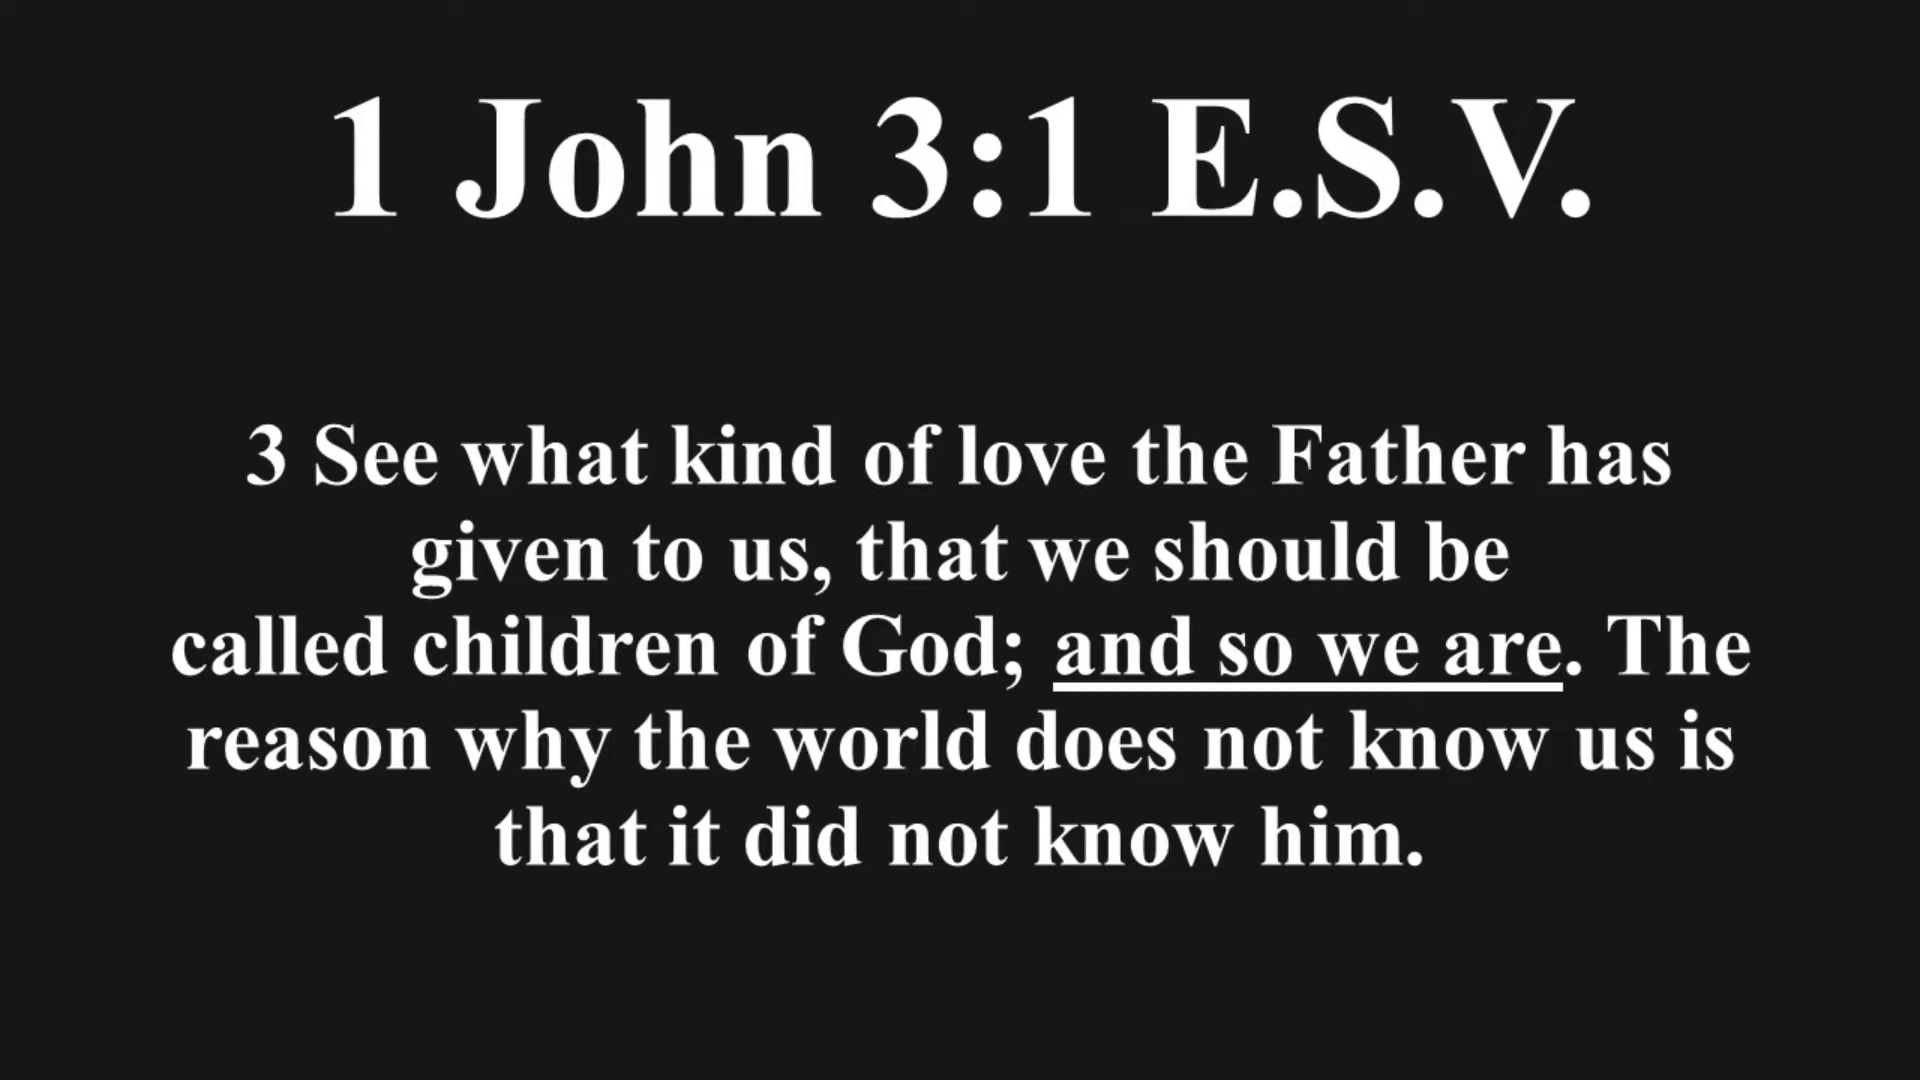 1 John 3:1 E.S.V.
3 See what kind of love the Father has
given to us, that we should be
called children of God; and so we are. The
reason why the world does not know us is
that it did not know him.